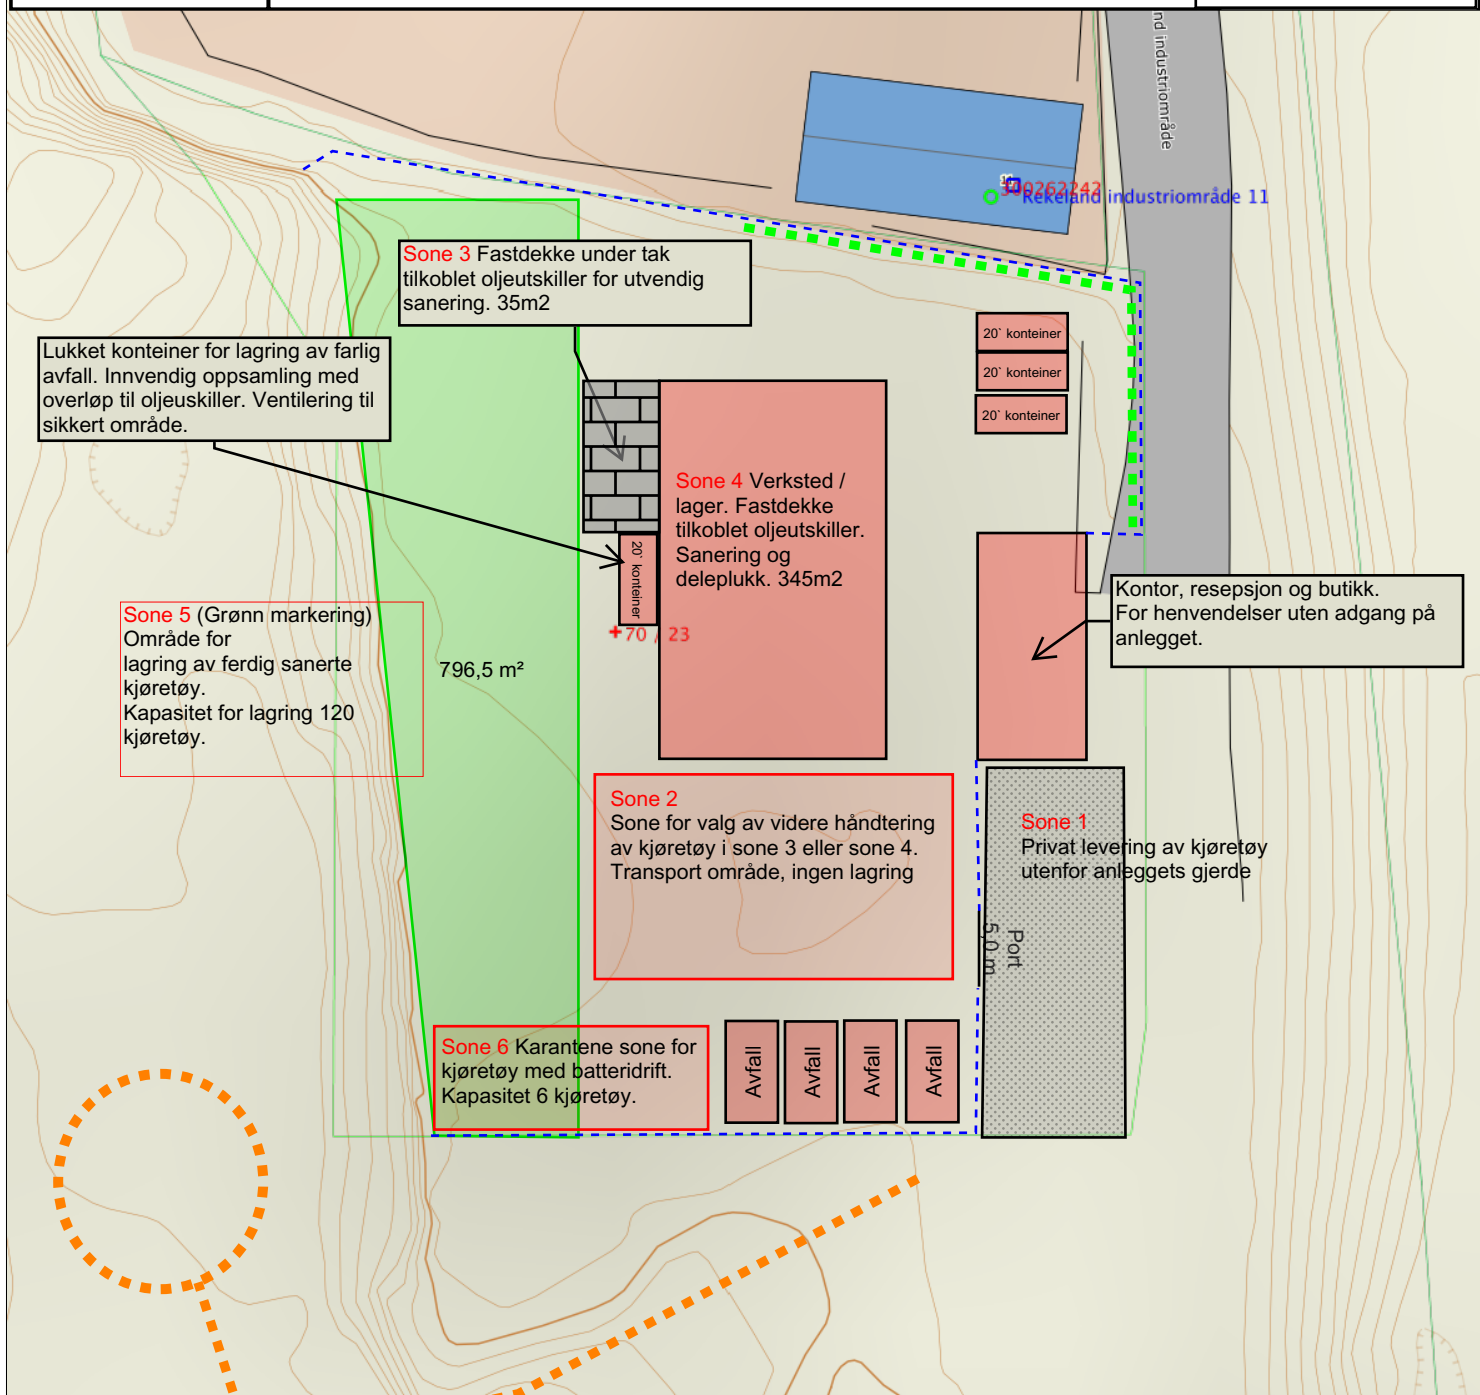 nd industriområde
300262242
Rekeland industriområde 11
Sone 3 Fastdekke under tak
tilkoblet oljeutskiller for utvendig
sanering. 35m2
Lukket konteiner for lagring av farlig
avfall. Innvendig oppsamling med
overløp til oljeuskiller. Ventilering til
sikkert område.
20` konteiner
20` konteiner
20` konteiner
Sone 4 Verksted /
lager. Fastdekke
tilkoblet oljeutskiller.
Sanering og
deleplukk. 345m2
20` konteiner
70 / 23
Kontor, resepsjon og butikk.
For henvendelser uten adgang på
anlegget.
Sone 5 (Grønn markering)
Område for
lagring av ferdig sanerte
kjøretøy.
Kapasitet for lagring 120
kjøretøy.
796,5 m²
Sone 2
Sone for valg av videre håndtering
av kjøretøy i sone 3 eller sone 4.
Transport område, ingen lagring
Sone 1
Privat levering av kjøretøy
utenfor anleggets gjerde
Port
5,0 m
Sone 6 Karantene sone for
kjøretøy med batteridrift.
Kapasitet 6 kjøretøy.
Avfall
Avfall
Avfall
Avfall